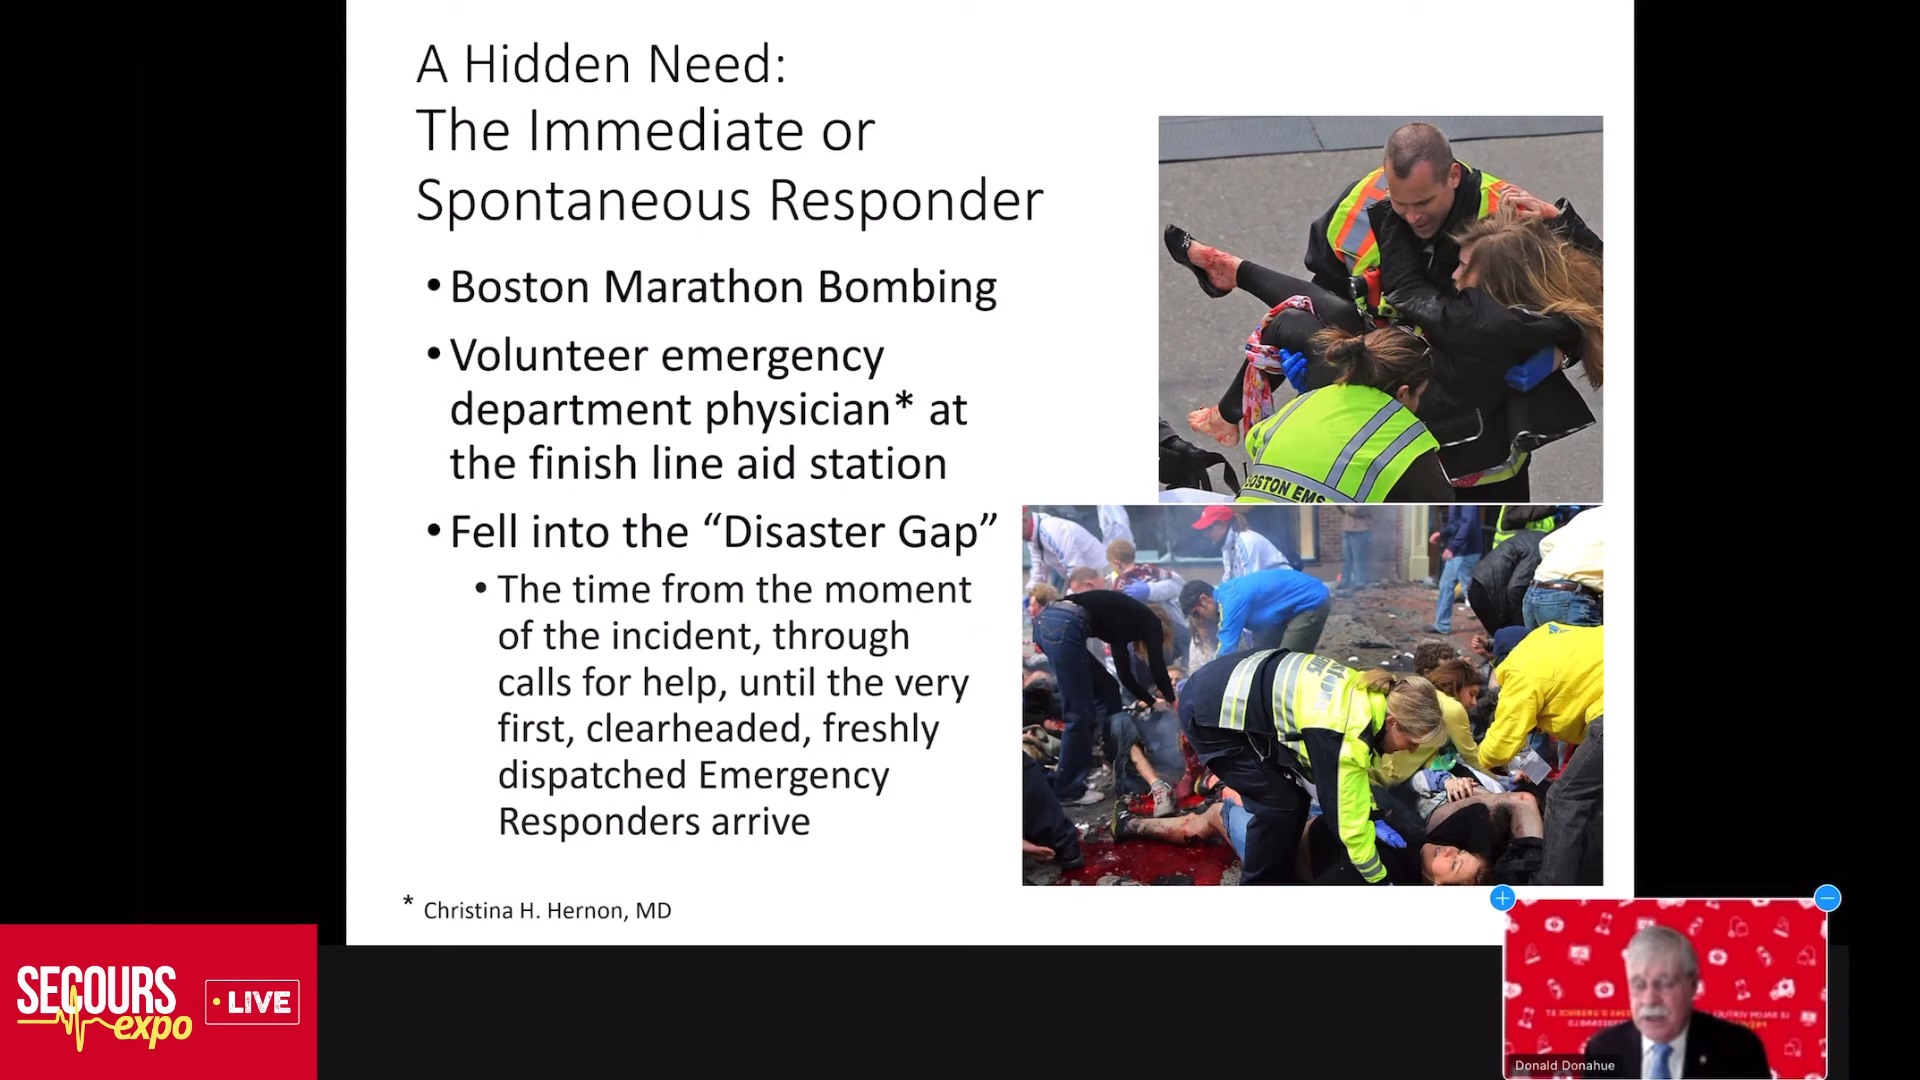 A Hidden Need:
The Immediate or
Spontaneous Responder
• Boston Marathon Bombing
• Volunteer emergency
department physician* at
the finish line aid station
• Fell into the “Disaster Gap”
• The time from the moment
of the incident, through
calls for help, until the very
first, clearheaded, freshly
dispatched Emergency
Responders arrive
* Christina H. Hernon, MD
BOSTON EMS
SECOURS
expo
• LIVE
Donald Donahue